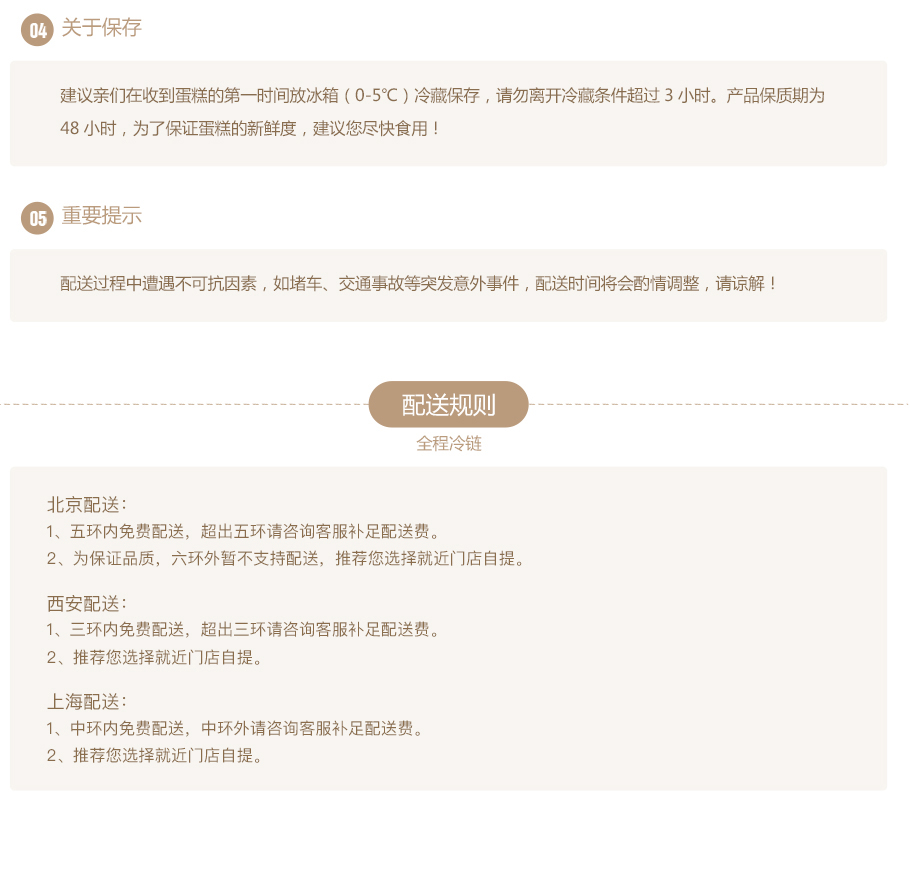 04 关于保存
建议亲们在收到蛋糕的第一时间放冰箱（0-5℃）冷藏保存，请勿离开冷藏条件超过 3 小时。产品保质期为
48 小时，为了保证蛋糕的新鲜度，建议您尽快食用！
05 重要提示
配送过程中遭遇不可抗因素，如堵车、交通事故等突发意外事件，配送时间将会酌情调整，请谅解！
配送规则
全程冷链
北京配送：
1、五环内免费配送，超出五环请咨询客服补足配送费。
2、为保证品质，六环外暂不支持配送，推荐您选择就近门店自提。
西安配送：
1、三环内免费配送，超出三环请咨询客服补足配送费。
2、推荐您选择就近门店自提。
上海配送：
1、中环内免费配送，中环外请咨询客服补足配送费。
2、推荐您选择就近门店自提。